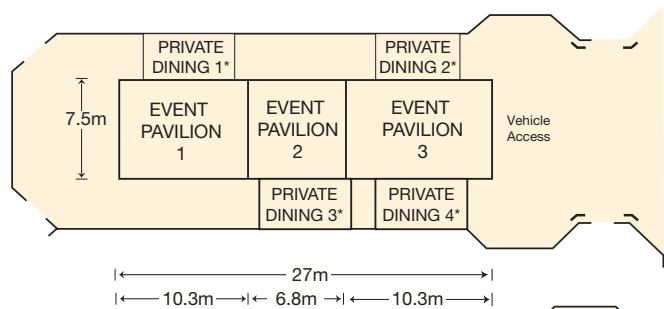 PRIVATE
DINING 1*
PRIVATE
DINING 2*
7.5m
EVENT
PAVILION
1
EVENT
PAVILION
2
EVENT
PAVILION
3
Vehicle
Access
PRIVATE
DINING 3*
PRIVATE
DINING 4*
27m
10.3m
6.8m
10.3m